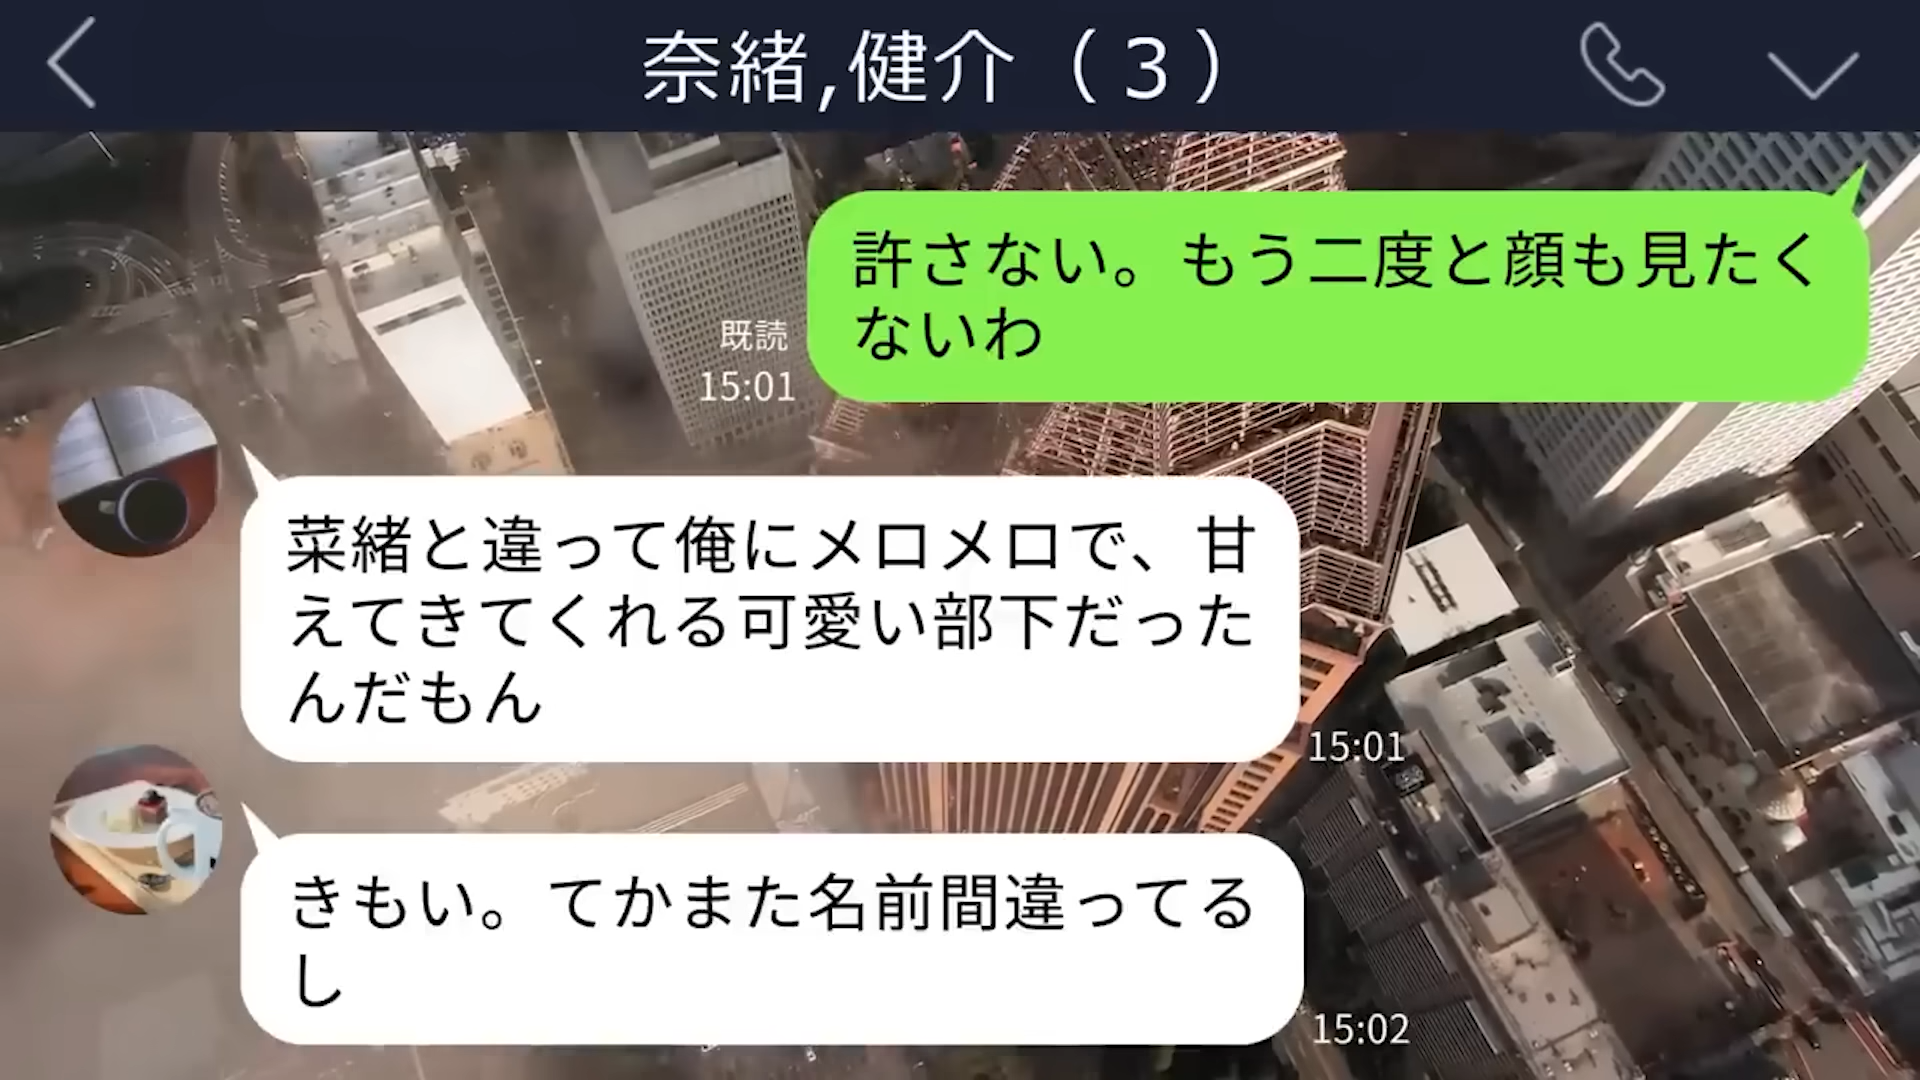 奈緒,健介（3）
許さない。もう二度と顔も見たく
ないわ
既読
15:01
菜緒と違って俺にメロメロで、甘
えてきてくれる可愛い部下だった
んだもん
15:01
きもい。てかまた名前間違ってる
し
15:02